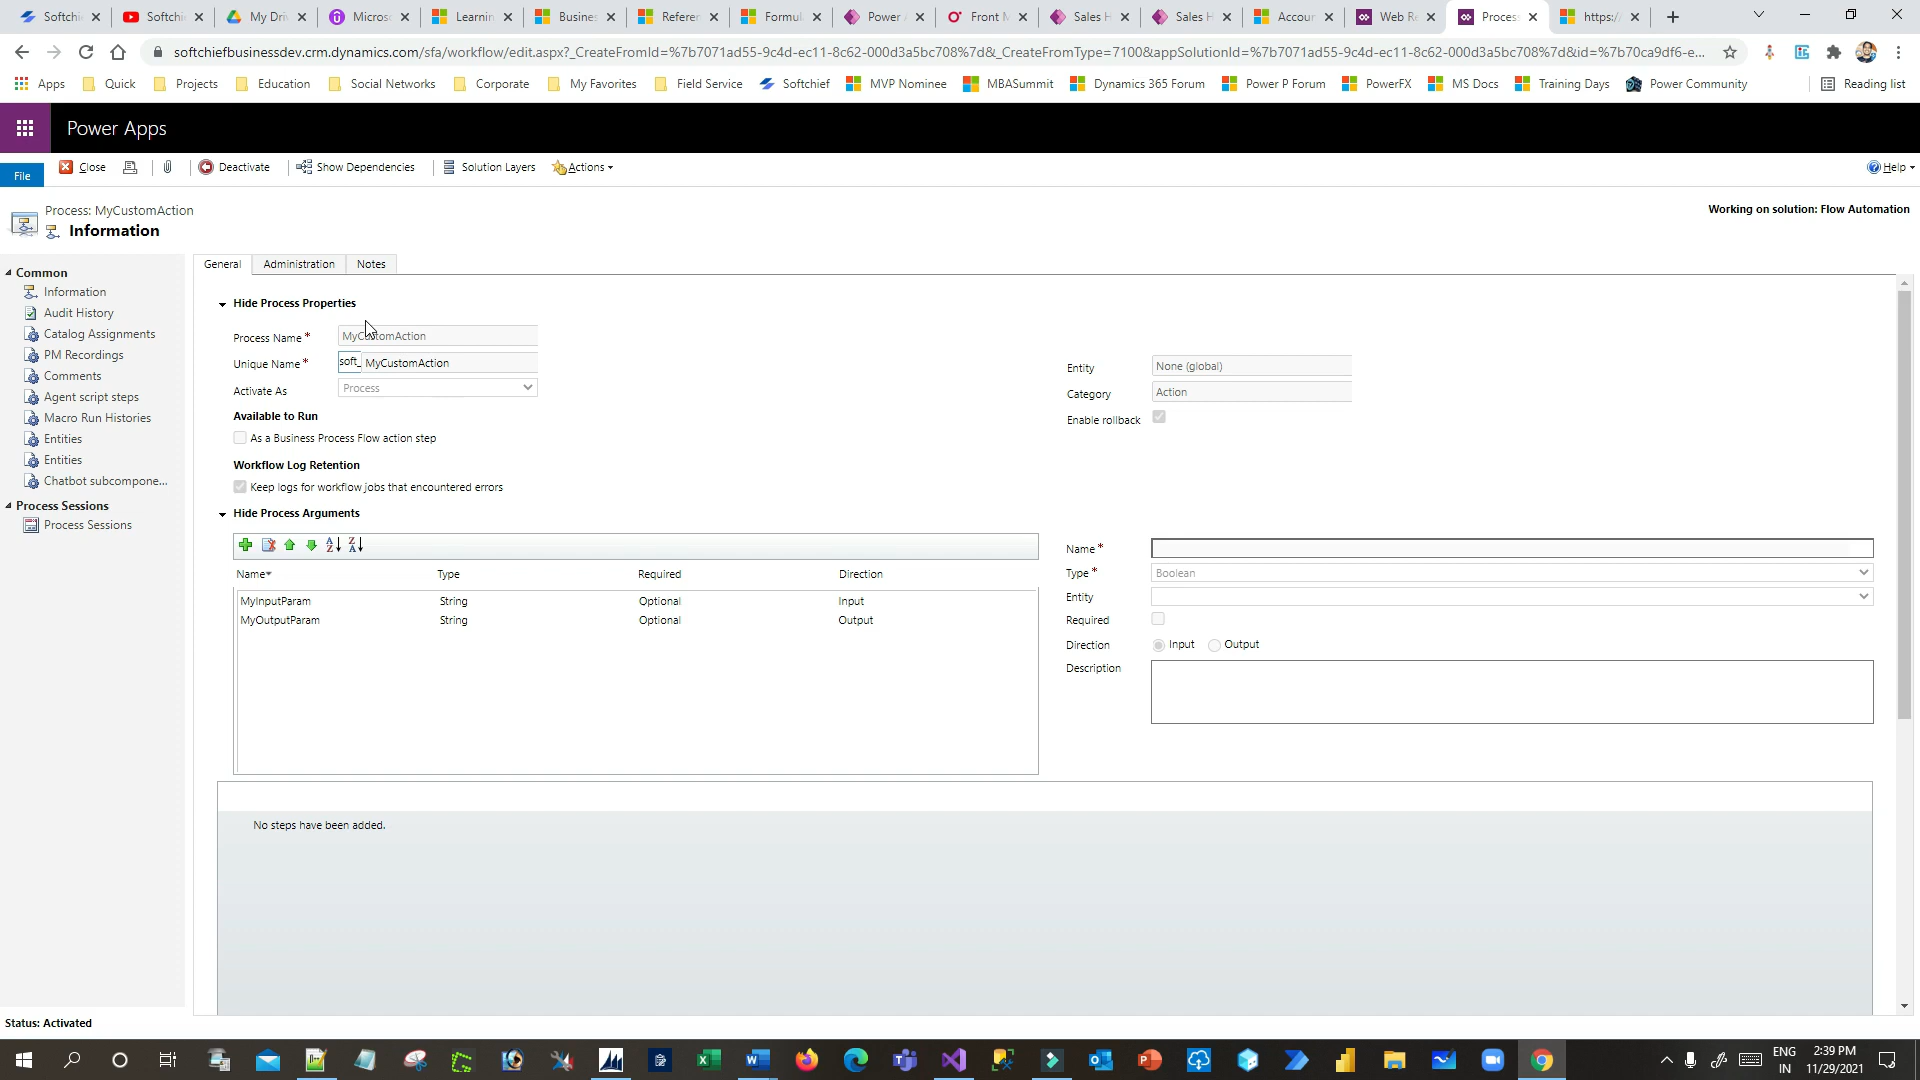 Softchi
Softchi
My Dri
Micros
Learnin
Busines
Referer
Formul
Power
Front M
Sales H
Sales H
Accou
Web Re
Process
https:/
softchiefbusinessdev.crm.dynamics.com/sfa/workflow/edit.aspx?_CreateFromId=%7b7071ad55-9c4d-ec11-8c62-000d3a5bc708%7d&_CreateFromType=7100&appSolutionId=%7b7071ad55-9c4d-ec11-8c62-000d3a5bc708%7d&id=%7b70ca9df6-e...
Apps Quick Projects Education Social Networks Corporate My Favorites Field Service Softchief MVP Nominee MBASummit Dynamics 365 Forum Power P Forum PowerFX MS Docs Training Days Power Community Reading list
Power Apps
File Close Deactivate Show Dependencies Solution Layers Actions Help
Process: MyCustomAction
Information
Working on solution: Flow Automation
Common
Information
Audit History
Catalog Assignments
PM Recordings
Comments
Agent script steps
Macro Run Histories
Entities
Entities
Chatbot subcompone...
Process Sessions
Process Sessions
General Administration Notes
Hide Process Properties
Process Name * MyCustomAction
Unique Name * soft_ MyCustomAction
Activate As Process
Available to Run
As a Business Process Flow action step
Workflow Log Retention
Keep logs for workflow jobs that encountered errors
Entity None (global)
Category Action
Enable rollback
Hide Process Arguments
Name Type Required Direction
MyInputParam String Optional Input
MyOutputParam String Optional Output
Name *
Type * Boolean
Entity
Required
Direction Input Output
Description
No steps have been added.
Status: Activated
ENG
IN
2:39 PM
11/29/2021